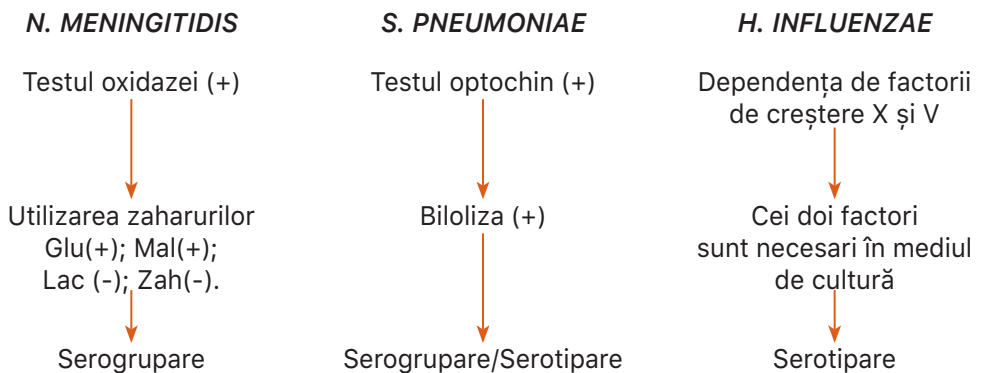 N. MENINGITIDIS
Testul oxidazei (+)
Utilizarea zaharurilor
Glu(+); Mal(+);
Lac (-); Zah(-).
Serogrupare
S. PNEUMONIAE
Testul optochin (+)
Biloliza (+)
Serogrupare/Serotipare
H. INFLUENZAE
Dependența de factorii
de creștere X și V
Cei doi factori
sunt necesari în mediul
de cultură
Serotipare